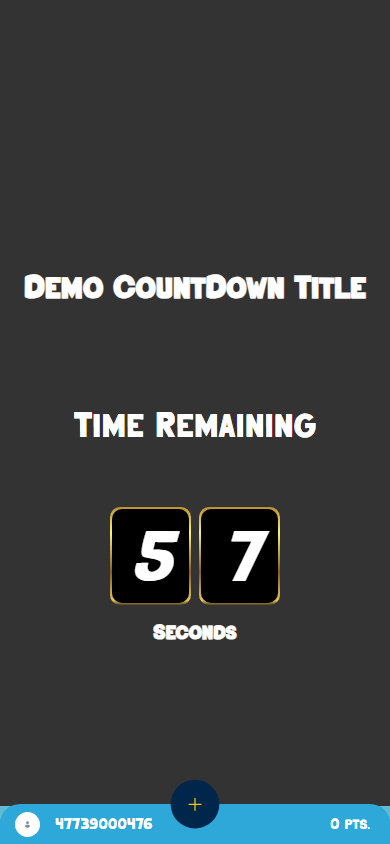 Demo CountDown Title
Time Remaining
5 7
Seconds
+
47739000476
0 pts.